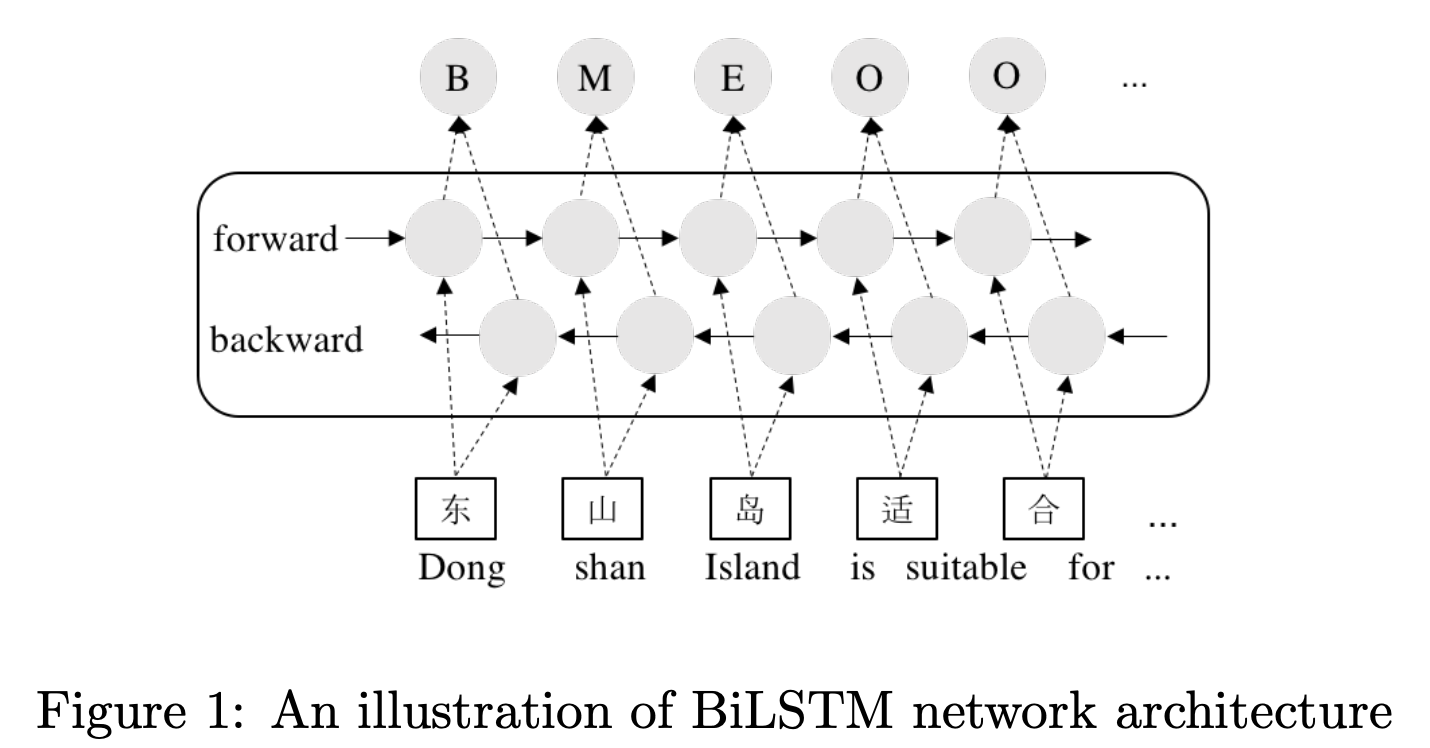 B M E O O ...
forward
backward
东 山 岛 适 合 ...
Dong shan Island is suitable for ...
Figure 1: An illustration of BiLSTM network architecture